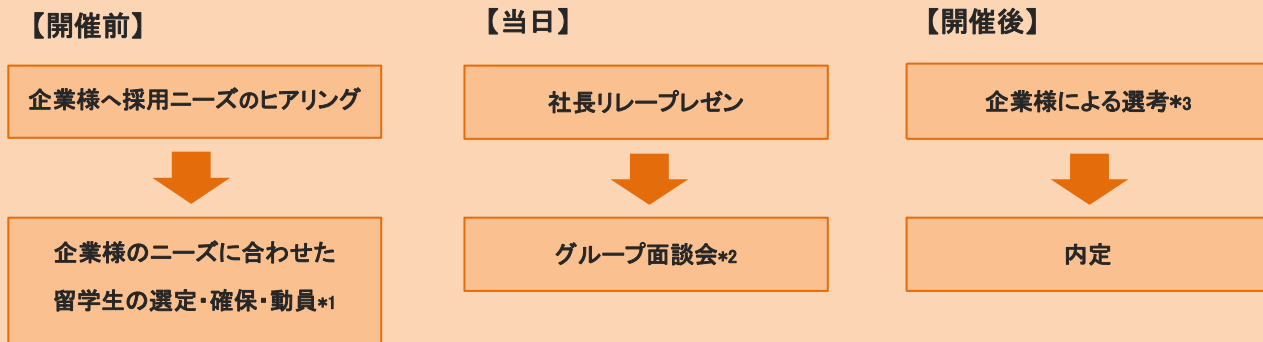 【開催前】
企業様へ採用ニーズのヒアリング
企業様のニーズに合わせた
留学生の選定・確保・動員*1
【当日】
社長リレープレゼン
グループ面談会*2
【開催後】
企業様による選考*3
内定